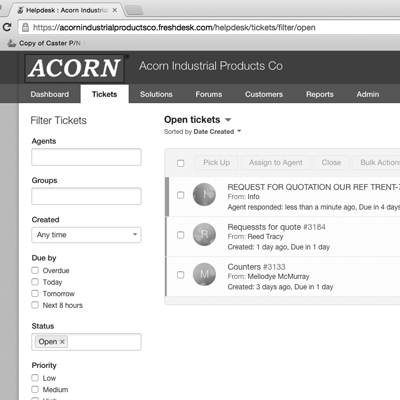 Helpdesk : Acorn Industrial
https://acornindustrialproductsco.freshdesk.com/helpdesk/tickets/filter/open
Copy of Caster P/N
ACORN Acorn Industrial Products Co
Dashboard Tickets Solutions Forums Customers Reports Admin
Filter Tickets
Agents
Groups
Created
Any time
Due by
Overdue
Today
Tomorrow
Next 8 hours
Status
Open ×
Priority
Low
Medium
Open tickets
Sorted by Date Created
Pick Up Assign to Agent Close Bulk Actions
REQUEST FOR QUOTATION OUR REF TRENT-7
From: Info
Agent responded: less than a minute ago, Due in 4 days
R
Requessts for quote #3184
From: Reed Tracy
Created: 1 day ago, Due in 1 day
M
Counters #3133
From: Mellodye McMurray
Created: 3 days ago, Due in 1 day